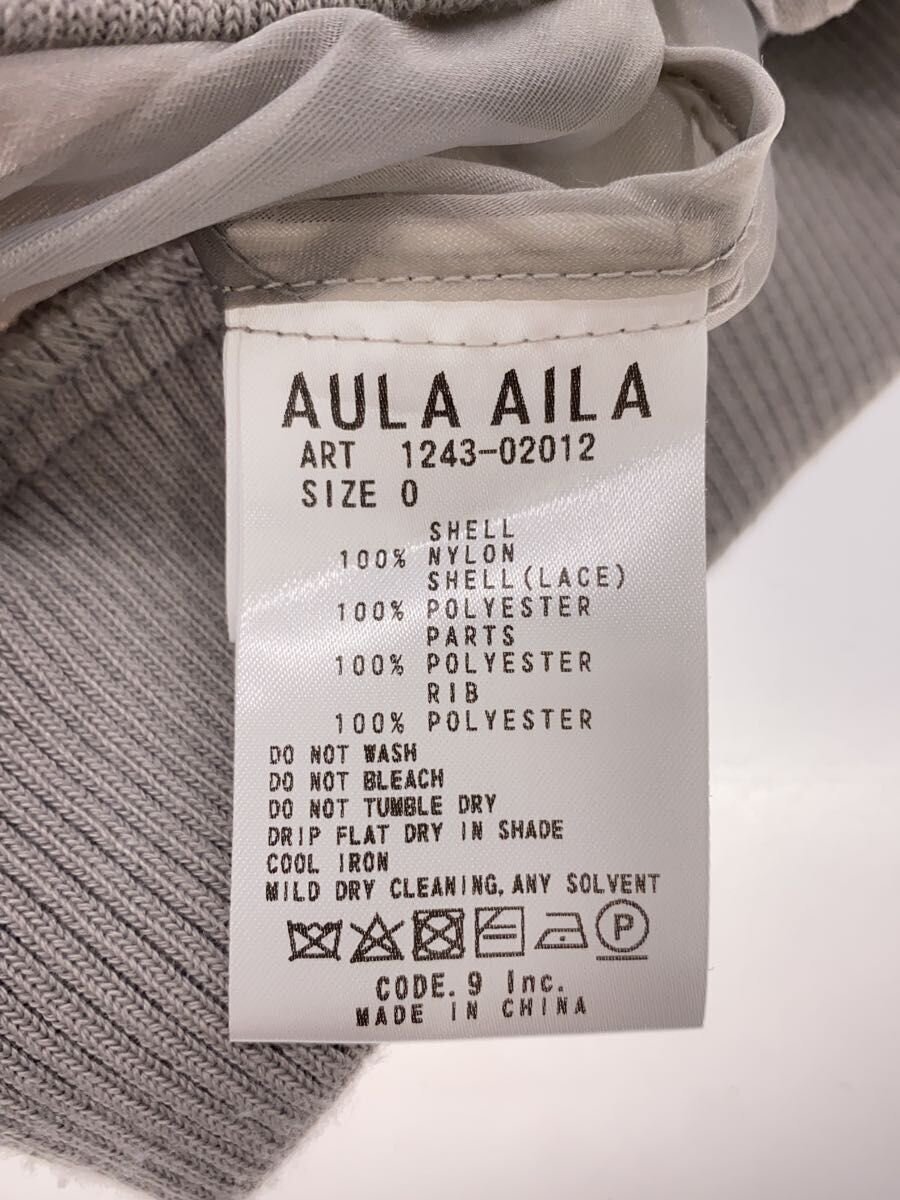 AULA AILA
ART 1243-02012
SIZE 0
SHELL
100% NYLON
SHELL(LACE)
100% POLYESTER
PARTS
100% POLYESTER
RIB
100% POLYESTER
DO NOT WASH
DO NOT BLEACH
DO NOT TUMBLE DRY
DRIP FLAT DRY IN SHADE
COOL IRON
MILD DRY CLEANING, ANY SOLVENT
P
CODE.9 Inc.
MADE IN CHINA